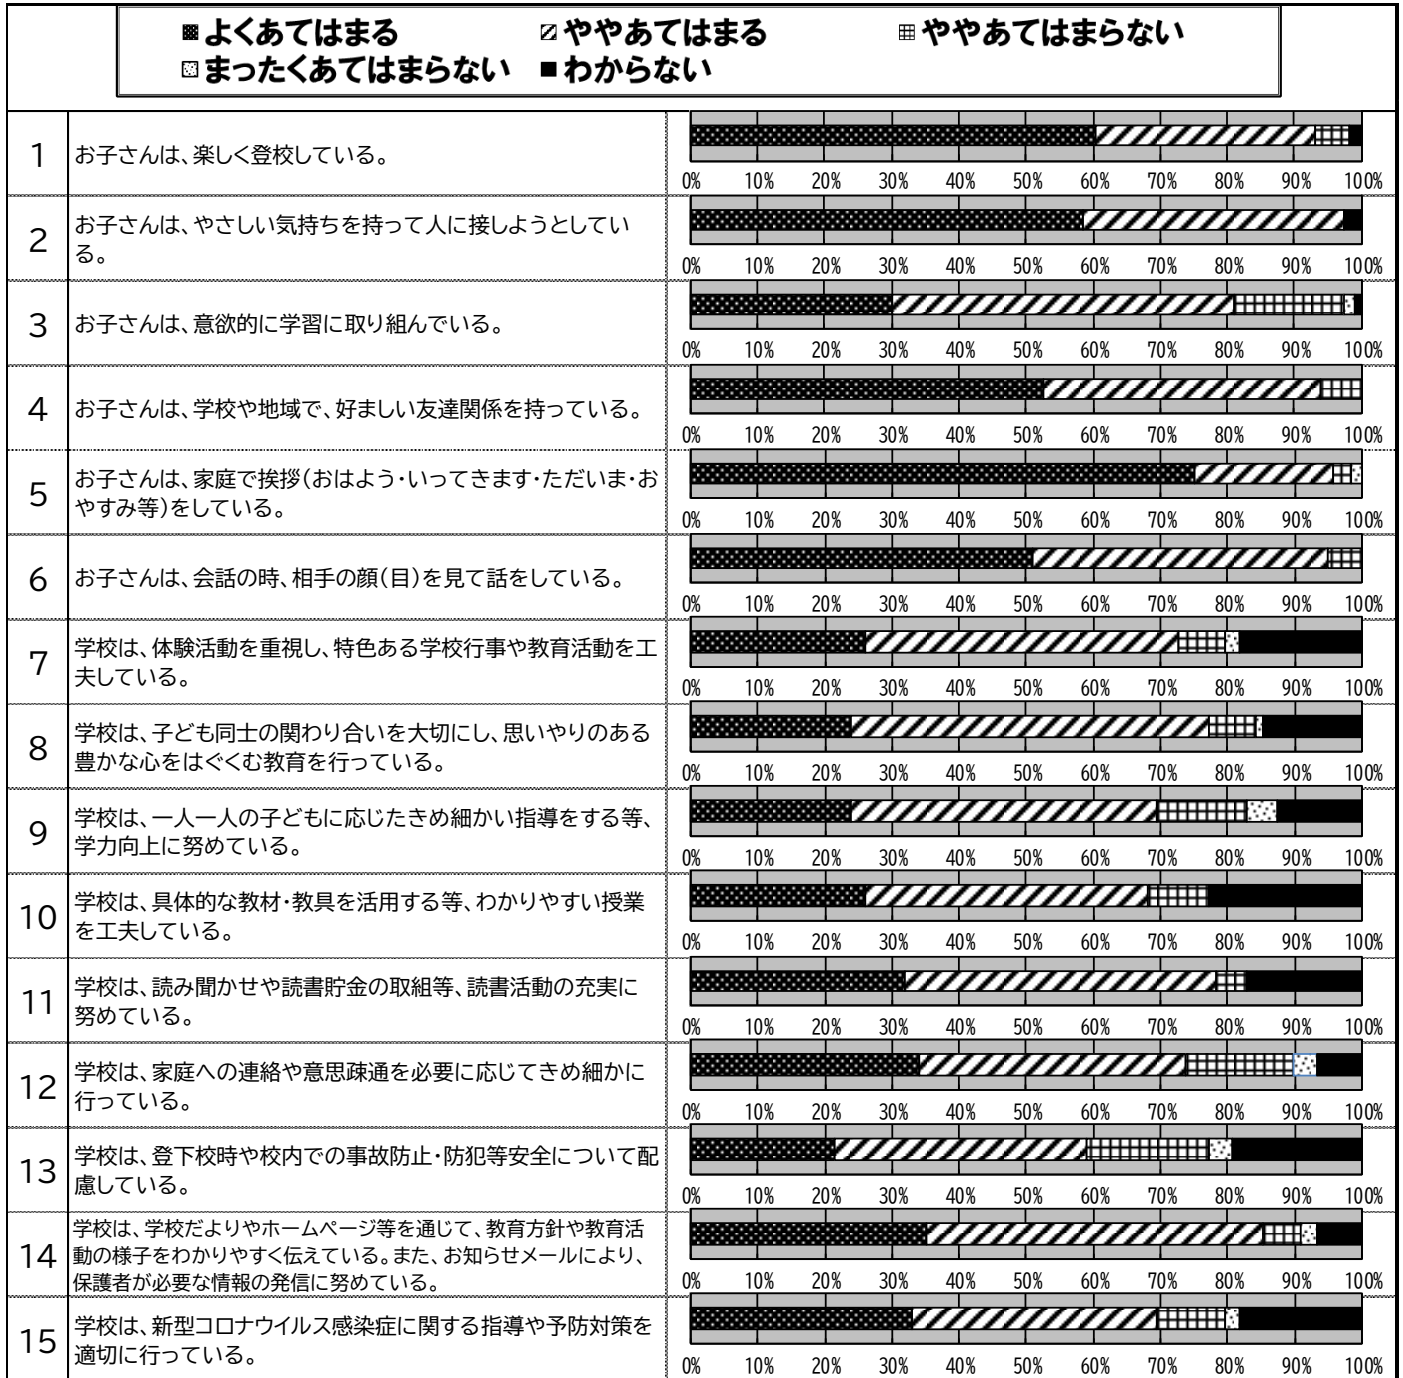 よくあてはまる ややあてはまる ややあてはまらない
まったくあてはまらない わからない
1 お子さんは、楽しく登校している。
0% 10% 20% 30% 40% 50% 60% 70% 80% 90% 100%
2 お子さんは、やさしい気持ちを持って人に接しようとしてい
る。
0% 10% 20% 30% 40% 50% 60% 70% 80% 90% 100%
3 お子さんは、意欲的に学習に取り組んでいる。
0% 10% 20% 30% 40% 50% 60% 70% 80% 90% 100%
4 お子さんは、学校や地域で、好ましい友達関係を持っている。
0% 10% 20% 30% 40% 50% 60% 70% 80% 90% 100%
5 お子さんは、家庭で挨拶(おはよう・いってきます・ただいま・お
やすみ等)をしている。
0% 10% 20% 30% 40% 50% 60% 70% 80% 90% 100%
6 お子さんは、会話の時、相手の顔(目)を見て話をしている。
0% 10% 20% 30% 40% 50% 60% 70% 80% 90% 100%
7 学校は、体験活動を重視し、特色ある学校行事や教育活動を工
夫している。
0% 10% 20% 30% 40% 50% 60% 70% 80% 90% 100%
8 学校は、子ども同士の関わり合いを大切にし、思いやりのある
豊かな心をはぐくむ教育を行っている。
0% 10% 20% 30% 40% 50% 60% 70% 80% 90% 100%
9 学校は、一人一人の子どもに応じたきめ細かい指導をする等、
学力向上に努めている。
0% 10% 20% 30% 40% 50% 60% 70% 80% 90% 100%
10 学校は、具体的な教材・教具を活用する等、わかりやすい授業
を工夫している。
0% 10% 20% 30% 40% 50% 60% 70% 80% 90% 100%
11 学校は、読み聞かせや読書貯金の取組等、読書活動の充実に
努めている。
0% 10% 20% 30% 40% 50% 60% 70% 80% 90% 100%
12 学校は、家庭への連絡や意思疎通を必要に応じてきめ細かに
行っている。
0% 10% 20% 30% 40% 50% 60% 70% 80% 90% 100%
13 学校は、登下校時や校内での事故防止・防犯等安全について配
慮している。
0% 10% 20% 30% 40% 50% 60% 70% 80% 90% 100%
14 学校は、学校だよりやホームページ等を通じて、教育方針や教育活
動の様子をわかりやすく伝えている。また、お知らせメールにより、
保護者が必要な情報の発信に努めている。
0% 10% 20% 30% 40% 50% 60% 70% 80% 90% 100%
15 学校は、新型コロナウイルス感染症に関する指導や予防対策を
適切に行っている。
0% 10% 20% 30% 40% 50% 60% 70% 80% 90% 100%